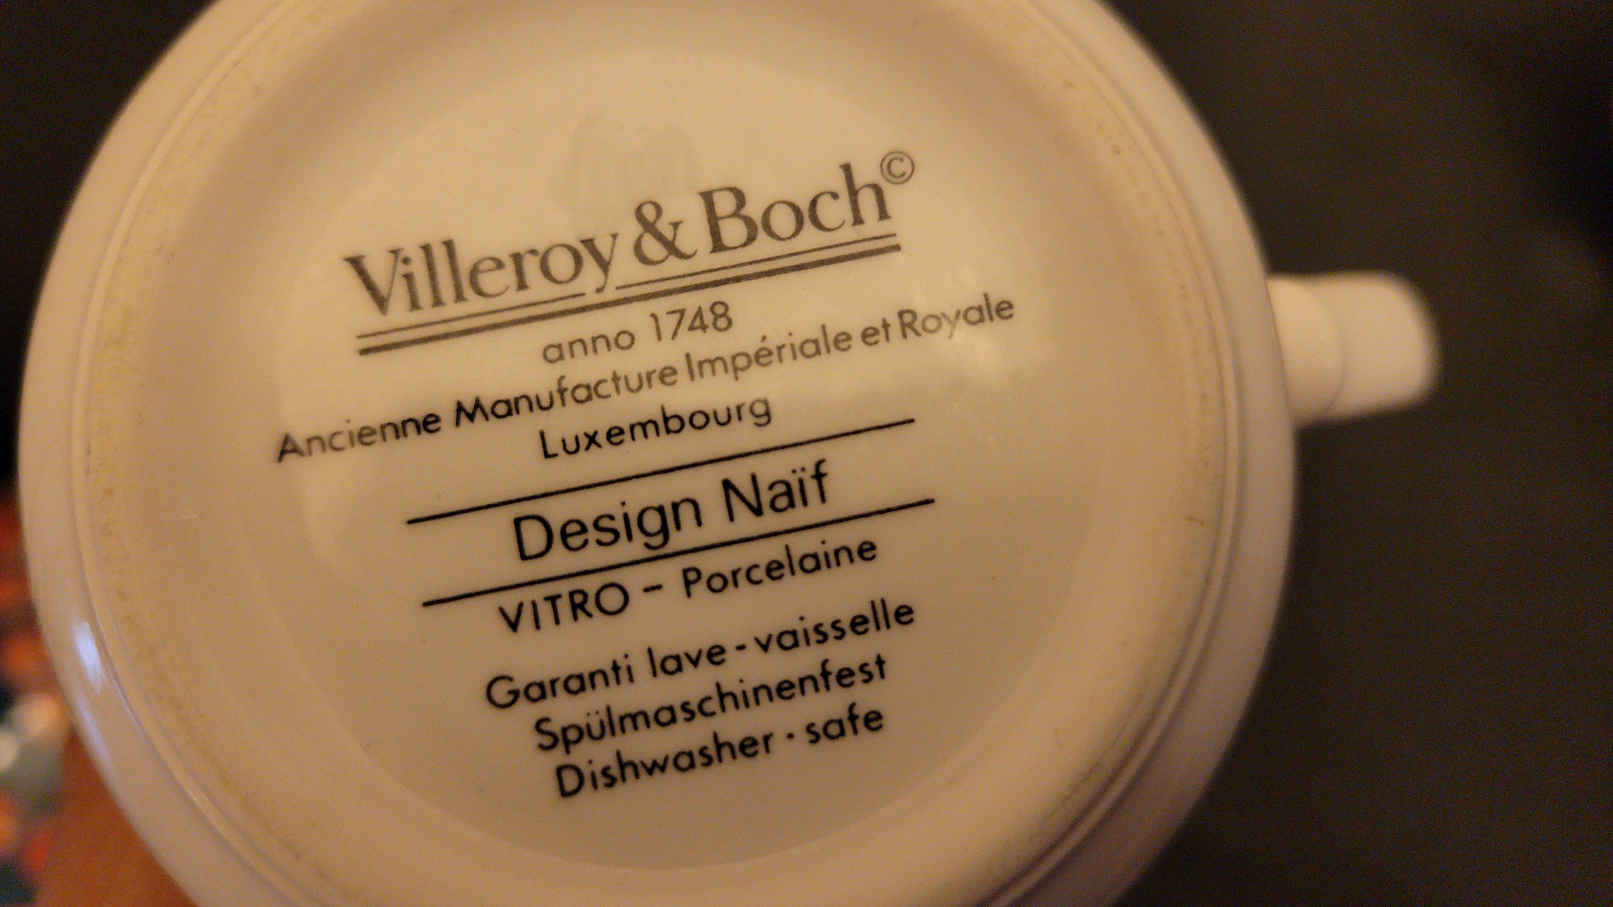 Villeroy & Boch©
anno 1748
Ancienne Manufacture Impériale et Royale
Luxembourg
Design Naïf
VITRO - Porcelaine
Garanti lave-vaisselle
Spülmaschinenfest
Dishwasher · safe